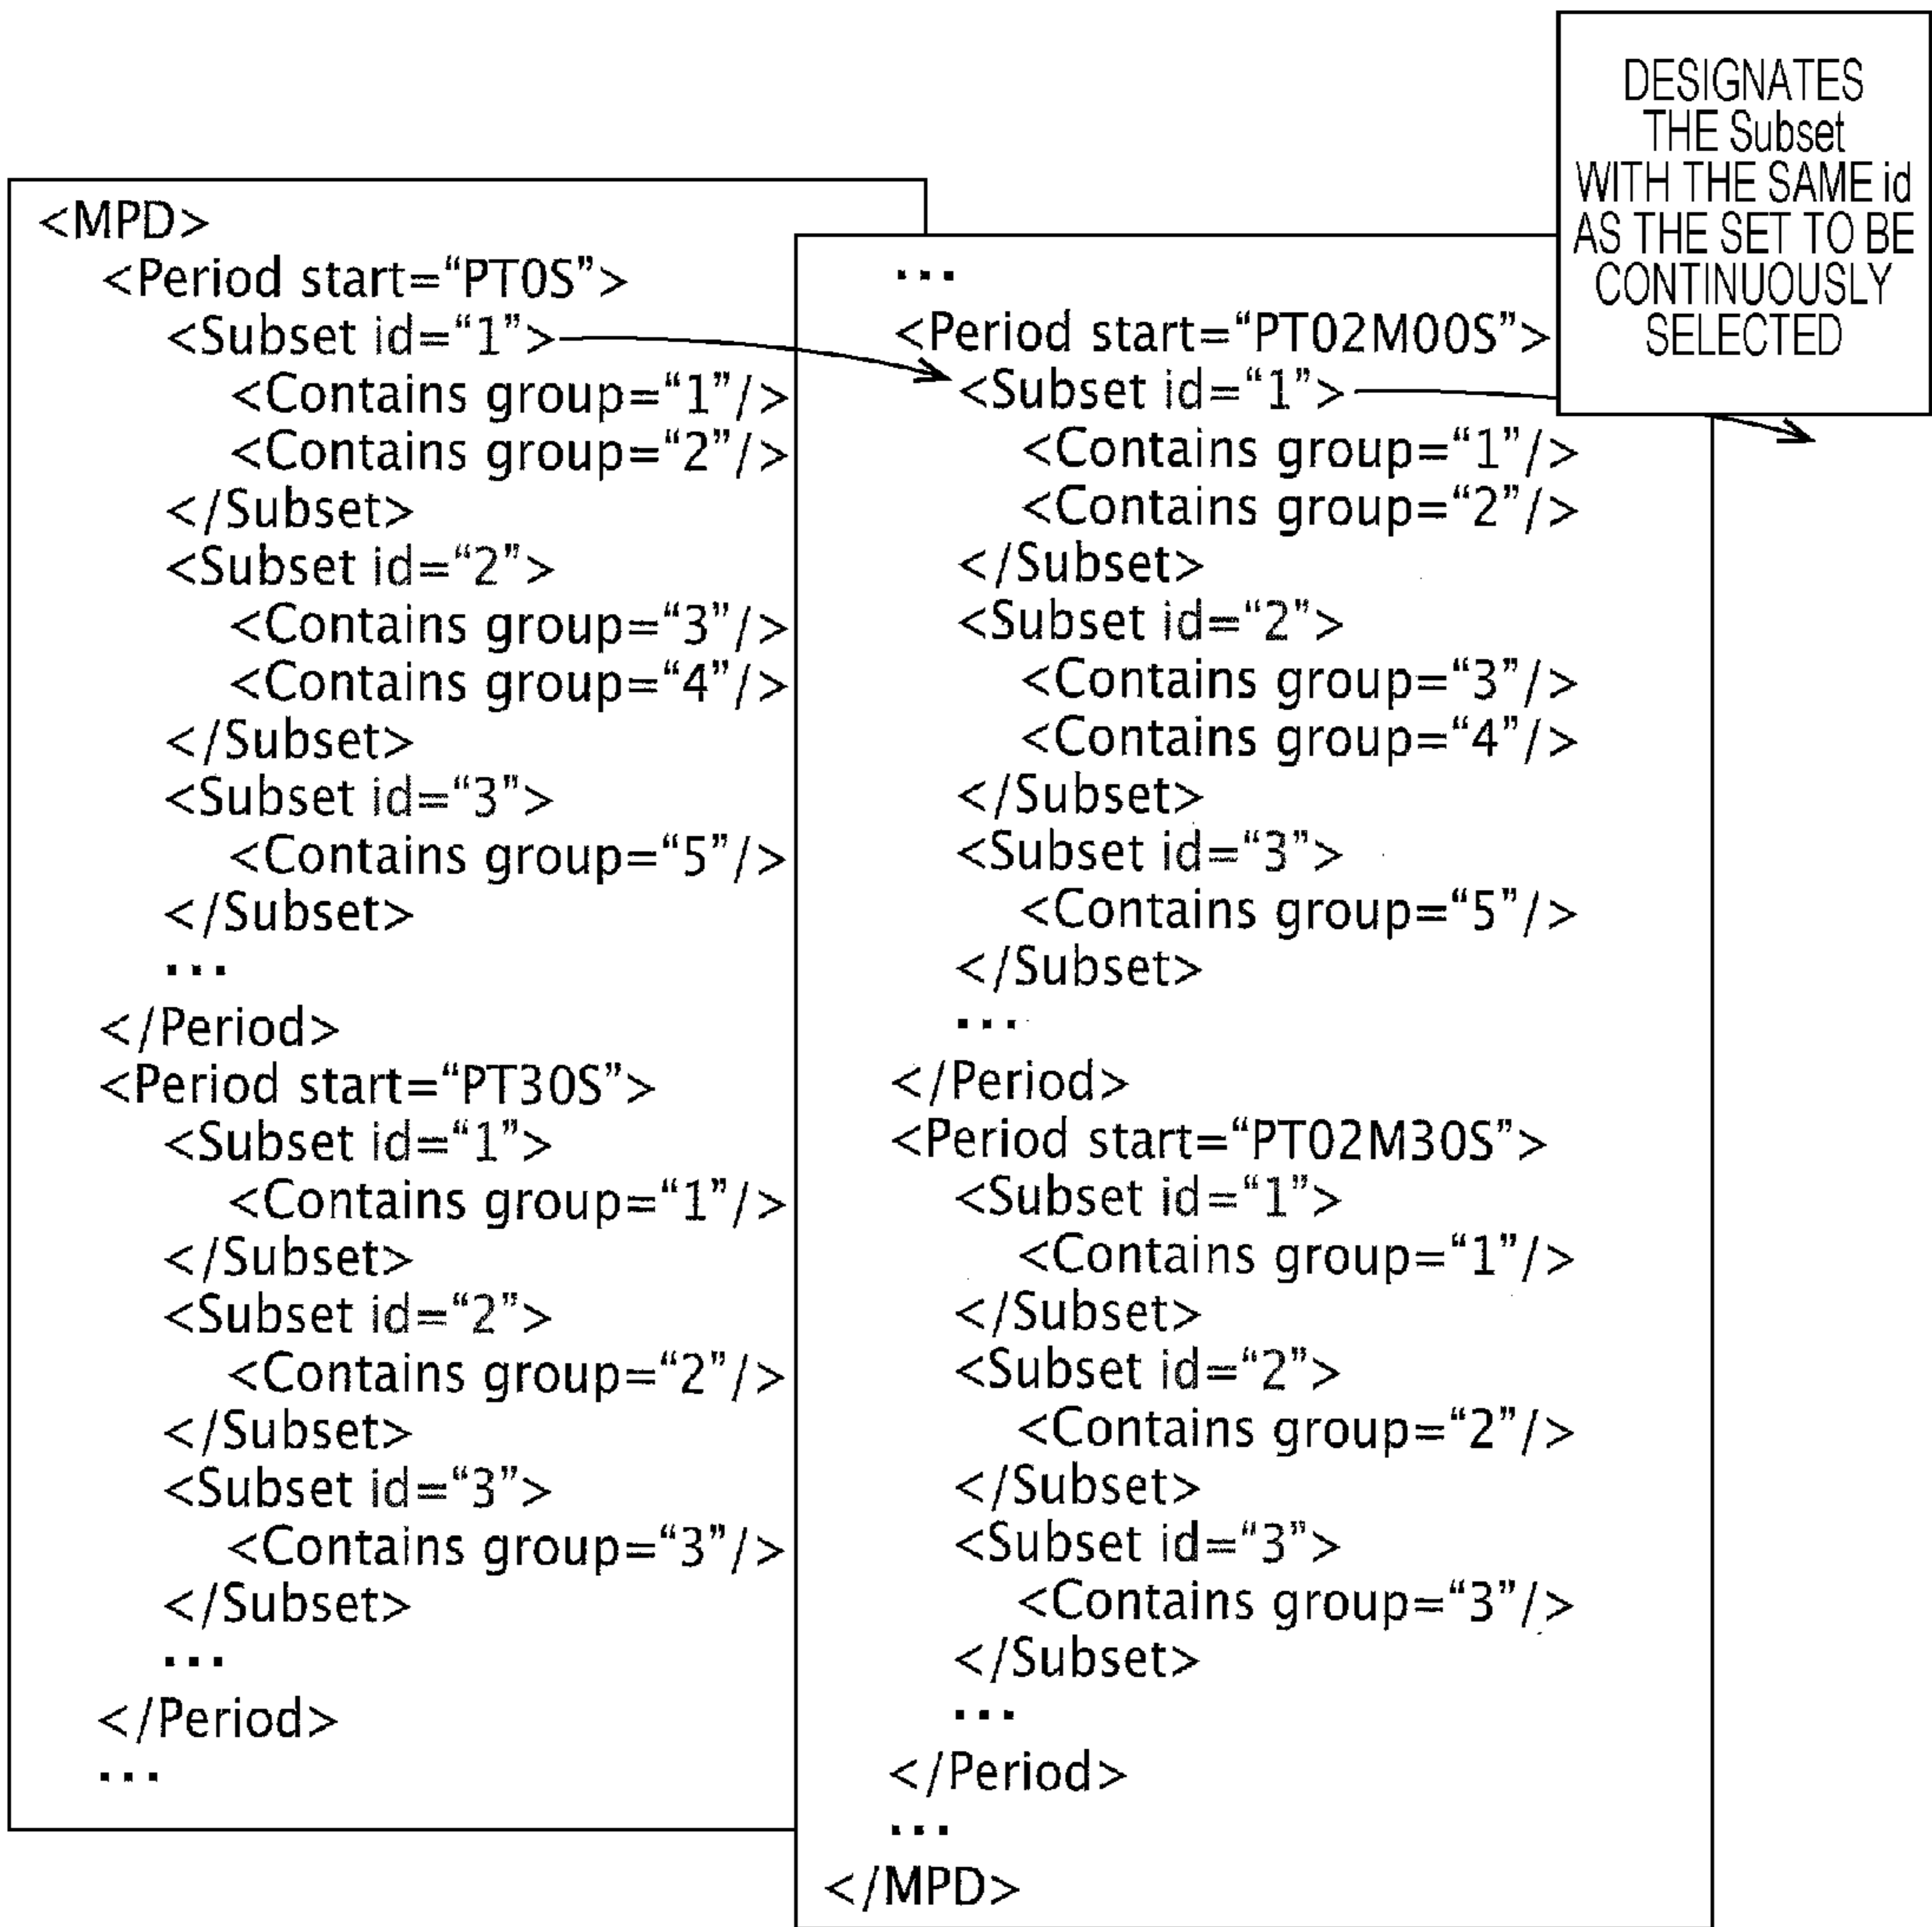 DESIGNATES
THE Subset
WITH THE SAME id
AS THE SET TO BE
CONTINUOUSLY
SELECTED
<MPD>
<Period start=“PT0S”>
<Subset id=“1”>
<Contains group=“1”/>
<Contains group=“2”/>
</Subset>
<Subset id=“2”>
<Contains group=“3”/>
<Contains group=“4”/>
</Subset>
<Subset id=“3”>
<Contains group=“5”/>
</Subset>
...
</Period>
<Period start=“PT30S”>
<Subset id=“1”>
<Contains group=“1”/>
</Subset>
<Subset id=“2”>
<Contains group=“2”/>
</Subset>
<Subset id=“3”>
<Contains group=“3”/>
</Subset>
...
</Period>
...
...
<Period start=“PT02M00S”>
<Subset id=“1”>
<Contains group=“1”/>
<Contains group=“2”/>
</Subset>
<Subset id=“2”>
<Contains group=“3”/>
<Contains group=“4”/>
</Subset>
<Subset id=“3”>
<Contains group=“5”/>
</Subset>
...
</Period>
<Period start=“PT02M30S”>
<Subset id=“1”>
<Contains group=“1”/>
</Subset>
<Subset id=“2”>
<Contains group=“2”/>
</Subset>
<Subset id=“3”>
<Contains group=“3”/>
</Subset>
...
</Period>
...
</MPD>